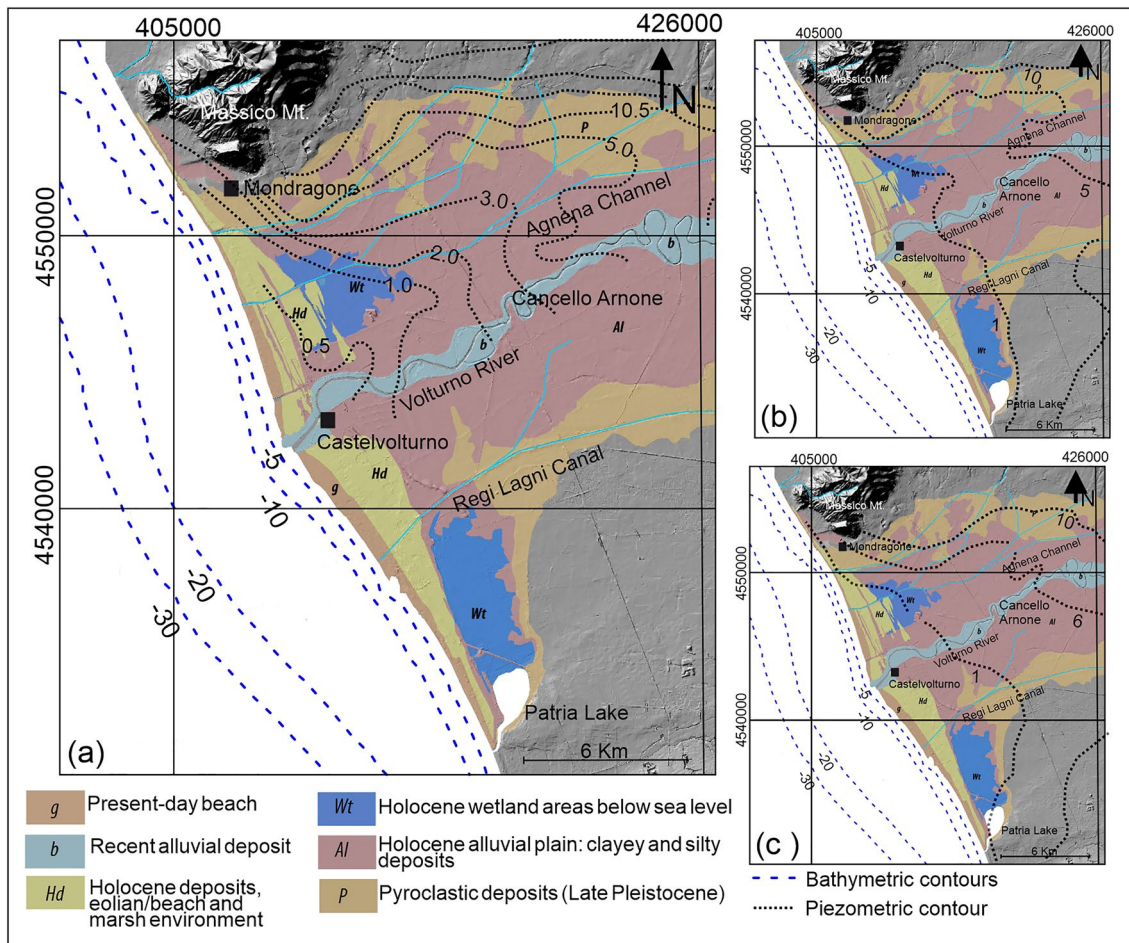 405000
426000
N
Massico Mt.
10.5
P
5.0
Mondragone
3.0
Agnena Channel
4550000
2.0
b
Wt
1.0
Cancello Arnone
Hd
Al
0.5
b
Volturno River
Castelvolturno
-5
Hd
g
Regi Lagni Canal
-10
4540000
-20
-30
Wt
Patria Lake
(a)
6 Km
405000
426000
N
Massico Mt.
10
P
Mondragone
4550000
Agnena Channel
b
Wt
Cancello
Arnone
5
Hd
b
Al
Volturno River
Castelvolturno
-5
Hd
Regi Lagni Canal
g
-10
4540000
1
-20
Wt
-30
Patria Lake
(b)
6 Km
405000
426000
N
Massico Mt.
P
10
Mondragone
Agnena Channel
4550000
b
Wt
Cancello
Arnone
6
Hd
Al
b
Volturno River
Castelvolturno
1
-5
Hd
g
Regi Lagni Canal
-10
4540000
-20
Wt
-30
Patria Lake
(c)
6 Km
g Present-day beach
b Recent alluvial deposit
Hd Holocene deposits,
eolian/beach and
marsh environment
Wt Holocene wetland areas below sea level
Al Holocene alluvial plain: clayey and silty
deposits
P Pyroclastic deposits (Late Pleistocene)
Bathymetric contours
Piezometric contour